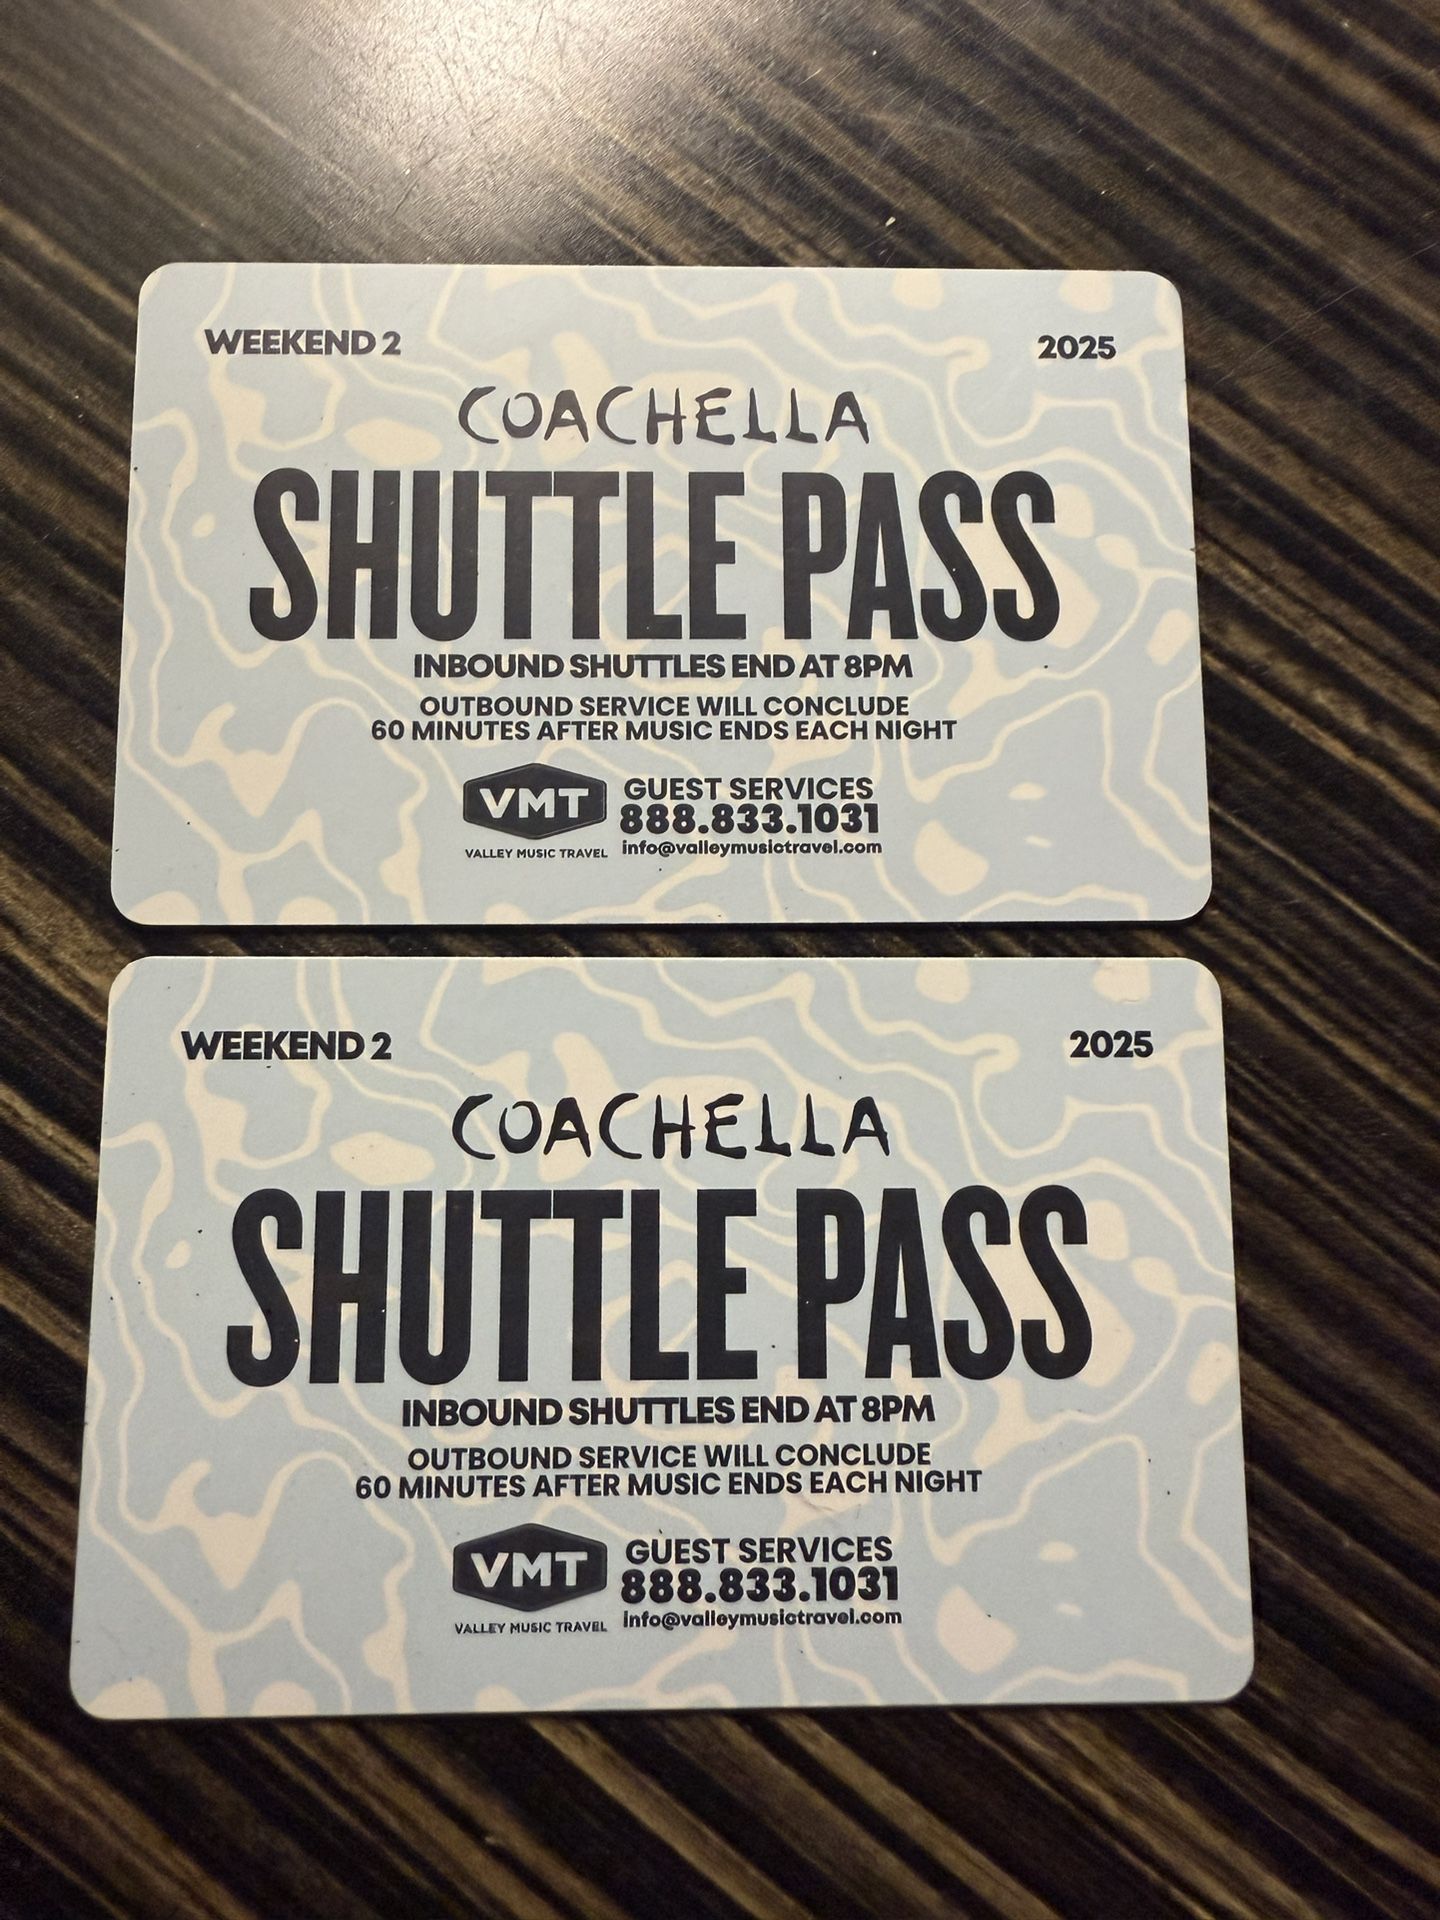 WEEKEND 2 2025
COACHELLA
SHUTTLE PASS
INBOUND SHUTTLES END AT 8PM
OUTBOUND SERVICE WILL CONCLUDE
60 MINUTES AFTER MUSIC ENDS EACH NIGHT
VMT
VALLEY MUSIC TRAVEL
GUEST SERVICES
888.833.1031
info@valleymusictravel.com
WEEKEND 2 2025
COACHELLA
SHUTTLE PASS
INBOUND SHUTTLES END AT 8PM
OUTBOUND SERVICE WILL CONCLUDE
60 MINUTES AFTER MUSIC ENDS EACH NIGHT
VMT
VALLEY MUSIC TRAVEL
GUEST SERVICES
888.833.1031
info@valleymusictravel.com